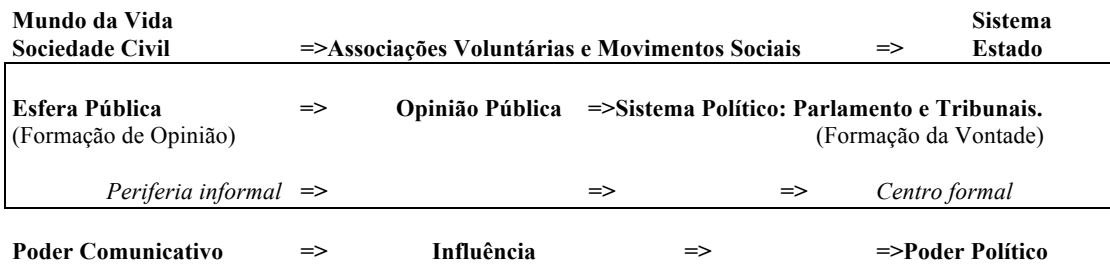 Mundo da Vida Sistema
Sociedade Civil =>Associações Voluntárias e Movimentos Sociais => Estado
Esfera Pública => Opinião Pública =>Sistema Político: Parlamento e Tribunais.
(Formação de Opinião) (Formação da Vontade)
Periferia informal => => => Centro formal
Poder Comunicativo => Influência => =>Poder Político